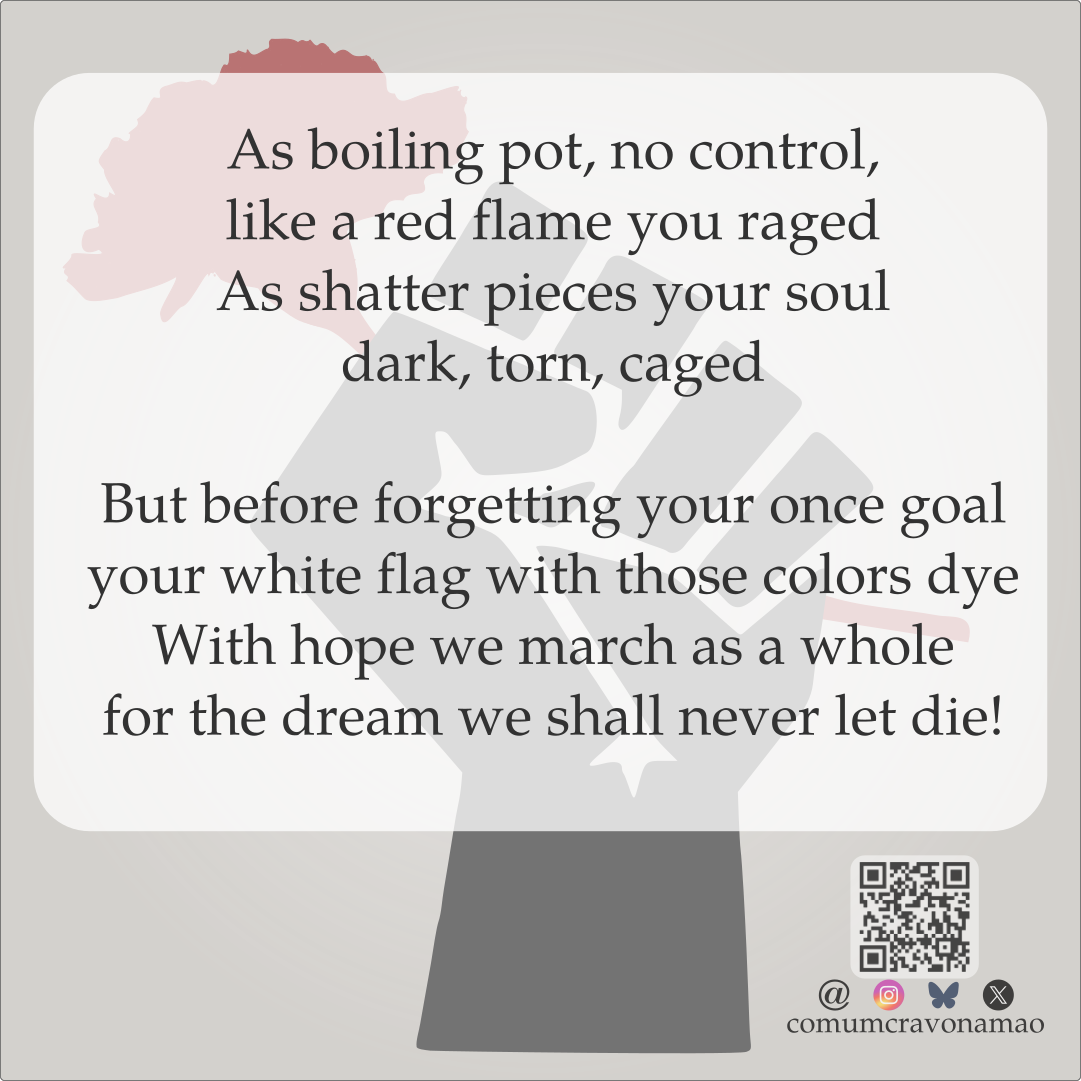 As boiling pot, no control,
like a red flame you raged
As shatter pieces your soul
dark, torn, caged
But before forgetting your once goal
your white flag with those colors dye
With hope we march as a whole
for the dream we shall never let die!
@
comumcravonamao